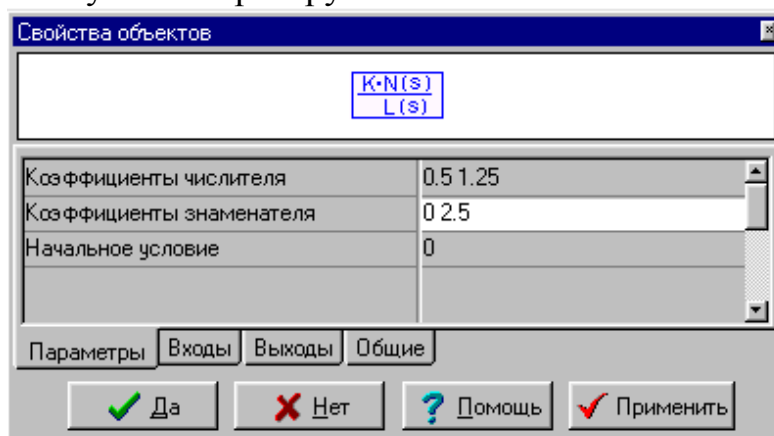 Свойства объектов
K·N(s)
L(s)
Коэффициенты числителя 0.5 1.25
Коэффициенты знаменателя 0 2.5
Начальное условие 0
Параметры Входы Выходы Общие
Да Нет Помощь Применить